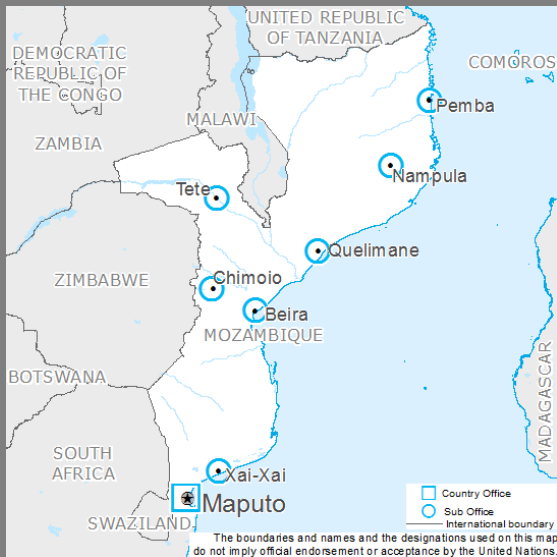 UNITED REPUBLIC
OF TANZANIA
DEMOCRATIC
REPUBLIC OF
THE CONGO
COMOROS
Pemba
MALAWI
ZAMBIA
Nampula
Tete
Quelimane
ZIMBABWE
Chimoio
Beira
MOZAMBIQUE
MADAGASCAR
BOTSWANA
SOUTH
AFRICA
Xai-Xai
Maputo
SWAZILAND
Country Office
Sub Office
International boundary
The boundaries and names and the designations used on this map
do not imply official endorsement or acceptance by the United Nations